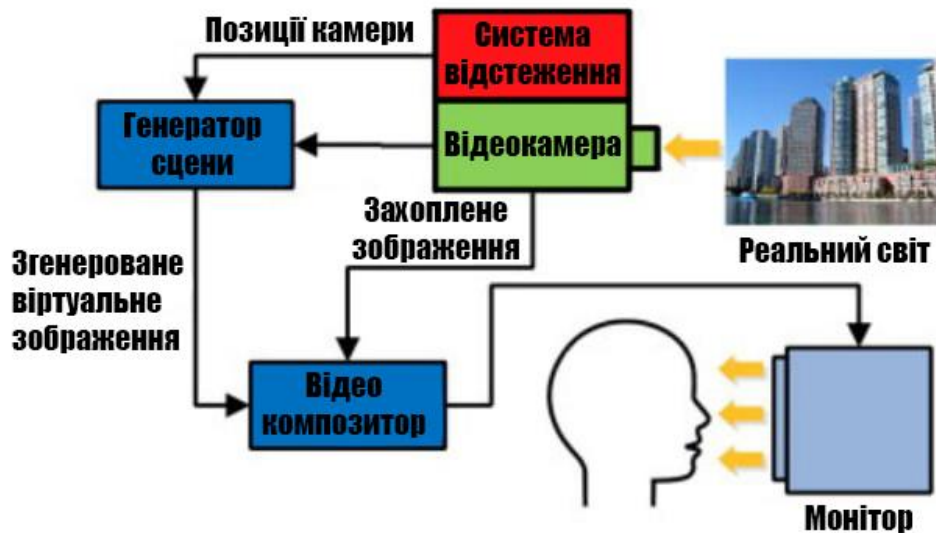 Позиції камери
Система
відстеження
Генератор
сцени
Відеокамера
Захоплене
зображення
Реальний світ
Згенероване
віртуальне
зображення
Відео
композитор
Монітор